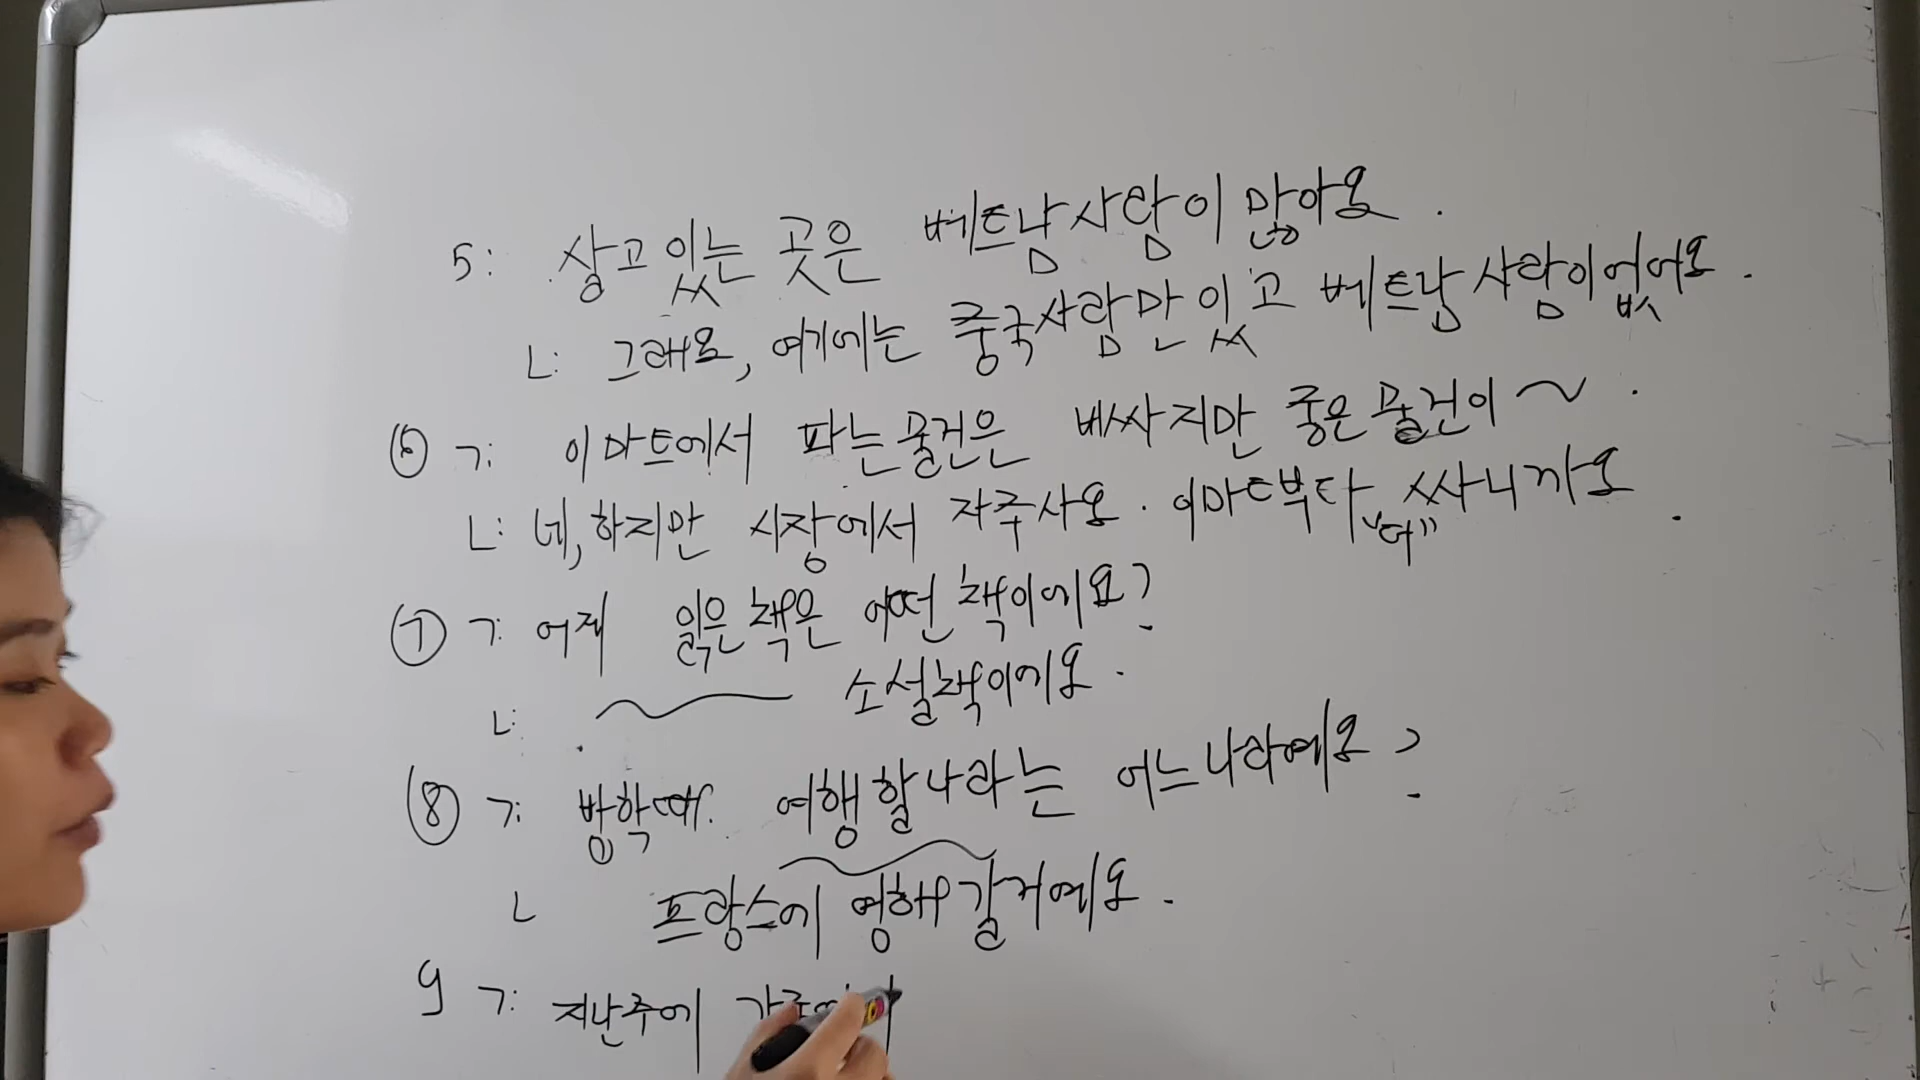 5: 살고 있는 곳은 베트남사람이 많아요.
ㄴ: 그래요, 여기에는 중국사람만 있고 베트남 사람이 없어요.
⑥ ㄱ: 이마트에서 파는 물건은 비싸지만 좋은 물건이 ~ .
ㄴ: 네, 하지만 시장에서 자주사요. 이마트부다 "더" 싸니까요.
⑦ ㄱ: 어제 읽은 책은 어떤 책이에요?
ㄴ: 소설책이에요.
⑧ ㄱ: 방학때. 여행할 나라는 어느나라예요?
ㄴ 프랑스에 갈거예요.
9 ㄱ: 지난주에